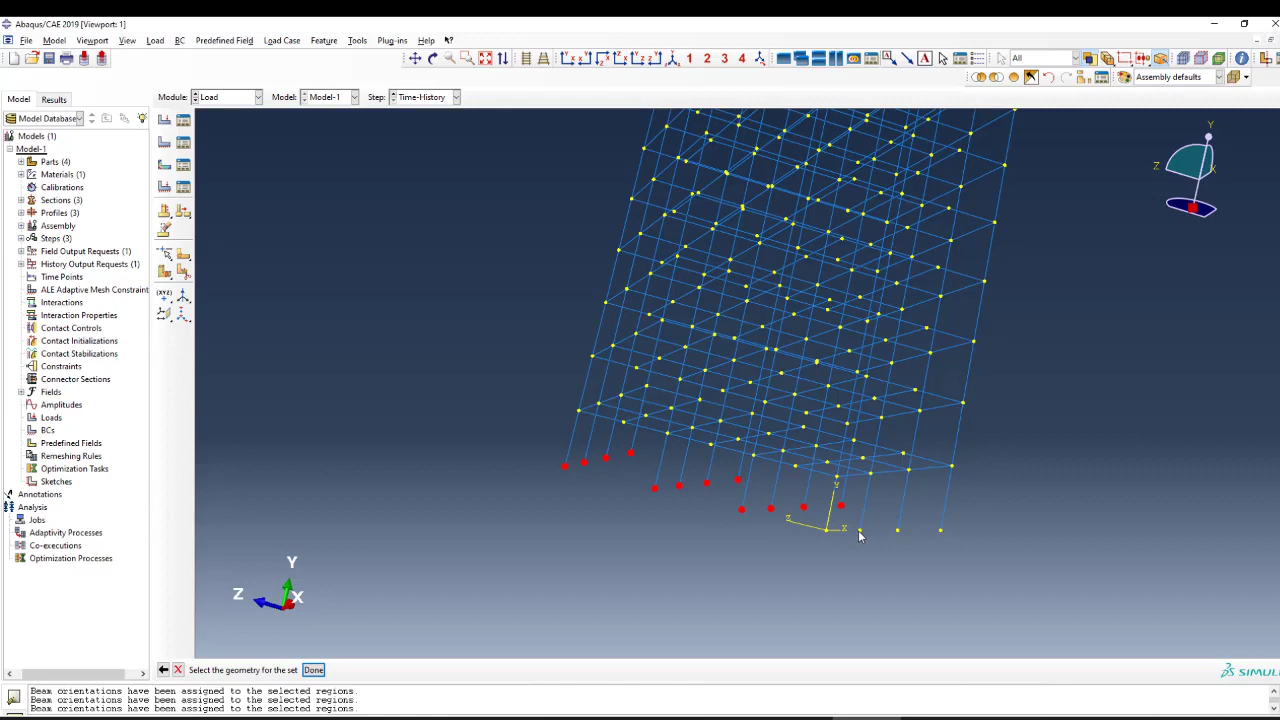 Abaqus/CAE 2019 [Viewport: 1]
File Model Viewport View Load BC Predefined Field Load Case Feature Tools Plug-ins Help
1 2 3 4 All
Assembly defaults
Model Results Module: Load Model: Model-1 Step: Time-History
Model Database
Models (1)
Model-1
Parts (4)
Materials (1)
Calibrations
Sections (3)
Profiles (3)
Assembly
Steps (3)
Field Output Requests (1)
History Output Requests (1)
Time Points
ALE Adaptive Mesh Constraint
Interactions
Interaction Properties
Contact Controls
Contact Initializations
Contact Stabilizations
Constraints
Connector Sections
Fields
Amplitudes
Loads
BCs
Predefined Fields
Remeshing Rules
Optimization Tasks
Sketches
Annotations
Analysis
Jobs
Adaptivity Processes
Co-executions
Optimization Processes
(XYZ)
Y
Z X
Y
Z X
Y
Z X
Select the geometry for the set Done
SIMULI
Beam orientations have been assigned to the selected regions.
Beam orientations have been assigned to the selected regions.
Beam orientations have been assigned to the selected regions.